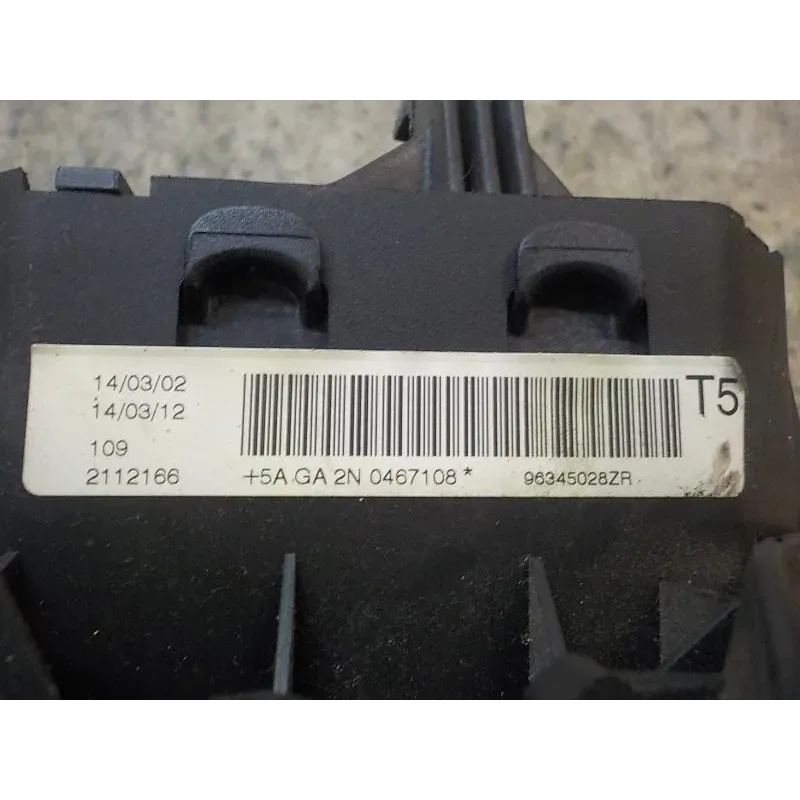 14/03/02
14/03/12
T5
109
2112166
+5A GA 2N 0467108 *
96345028ZR